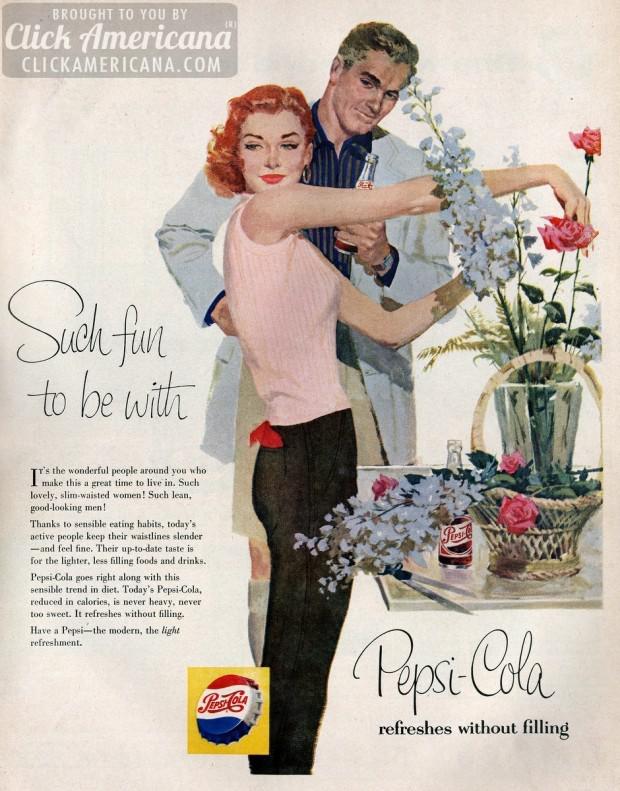 BROUGHT TO YOU BY
Click Americana (R)
CLICKAMERICANA.COM
Such fun
to be with
IT's the wonderful people around you who
make this a great time to live in. Such
lovely, slim-waisted women! Such lean,
good-looking men!
Thanks to sensible eating habits, today's
active people keep their waistlines slender
—and feel fine. Their up-to-date taste is
for the lighter, less filling foods and drinks.
Pepsi-Cola goes right along with this
sensible trend in diet. Today's Pepsi-Cola,
reduced in calories, is never heavy, never
too sweet. It refreshes without filling.
Have a Pepsi—the modern, the light
refreshment.
PEPSI-COLA
Pepsi-Cola
refreshes without filling